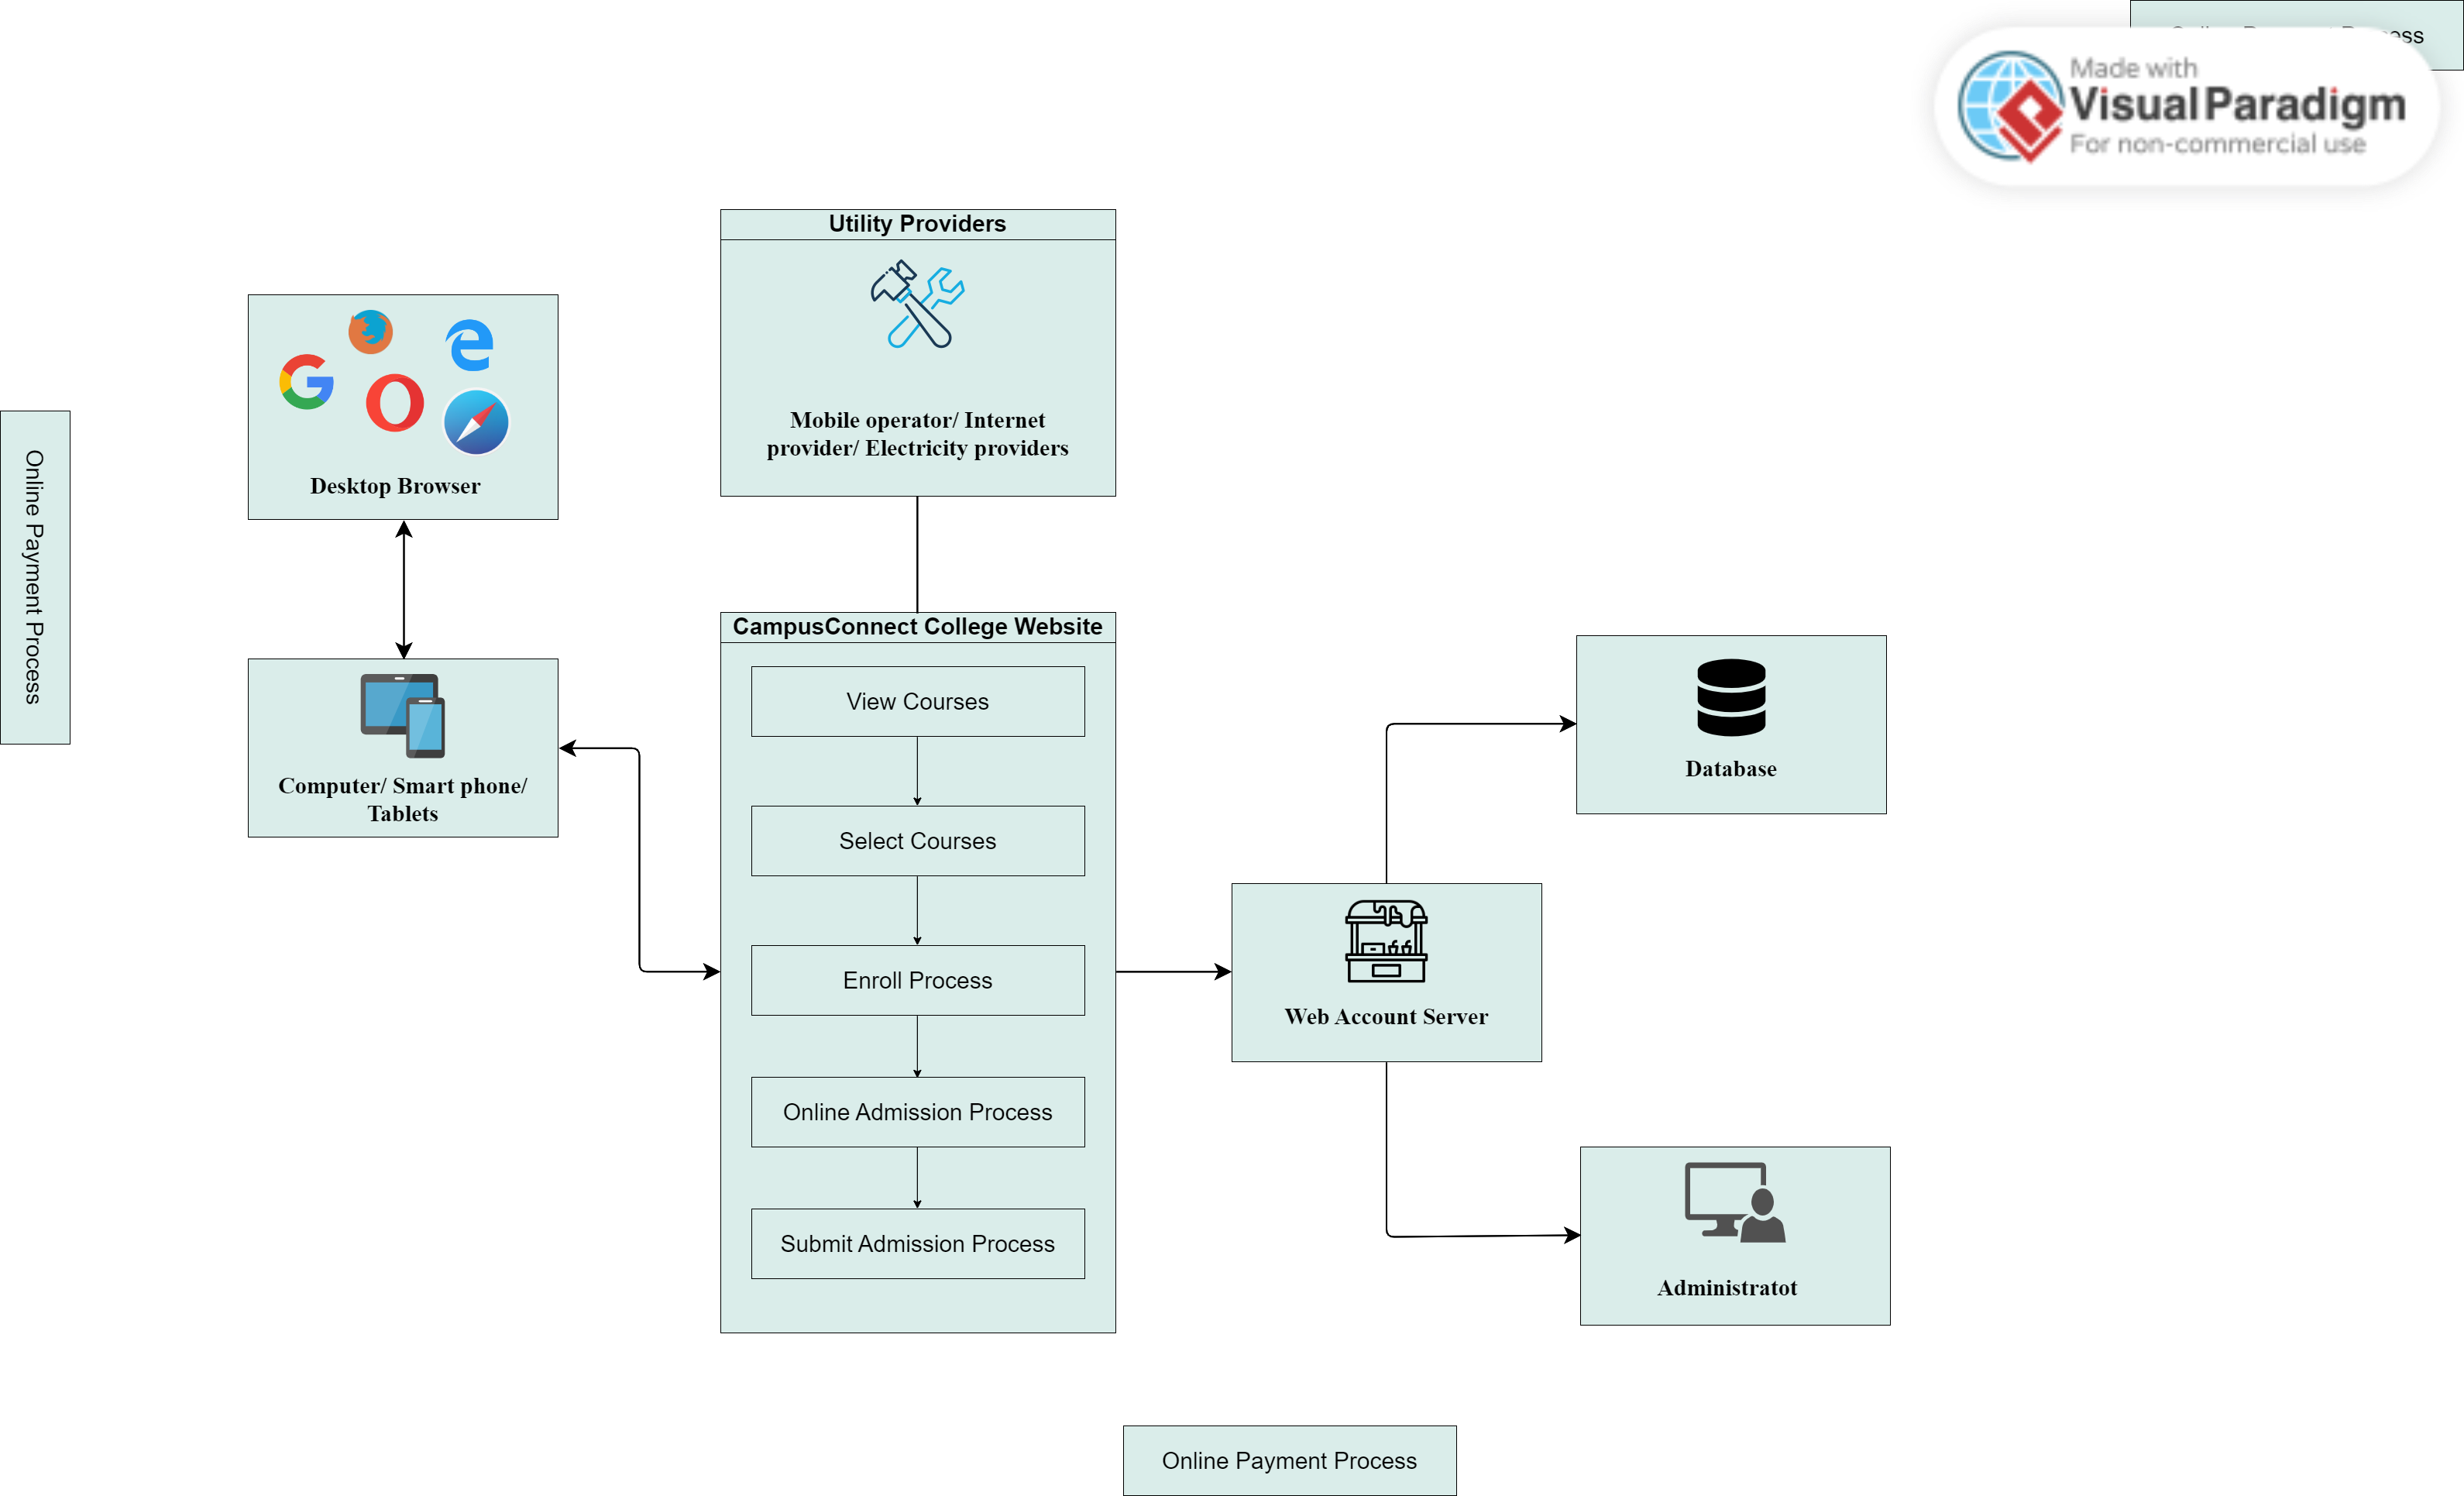 ess
Made with
Visual Paradigm
For non-commercial use
Utility Providers
Mobile operator/ Internet
provider/ Electricity providers
Desktop Browser
Online Payment Process
CampusConnect College Website
View Courses
Select Courses
Enroll Process
Online Admission Process
Submit Admission Process
Computer/ Smart phone/
Tablets
Database
Web Account Server
Administratot
Online Payment Process